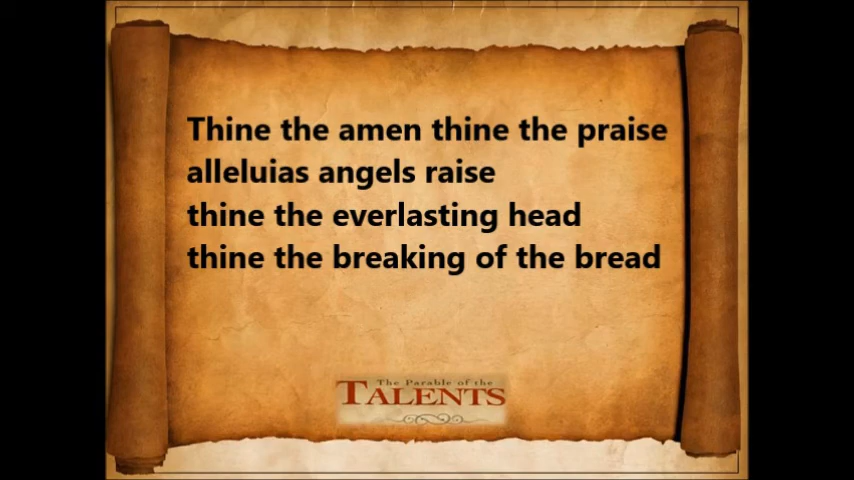 Thine the amen thine the praise
alleluias angels raise
thine the everlasting head
thine the breaking of the bread
The Parable of the
TALENTS